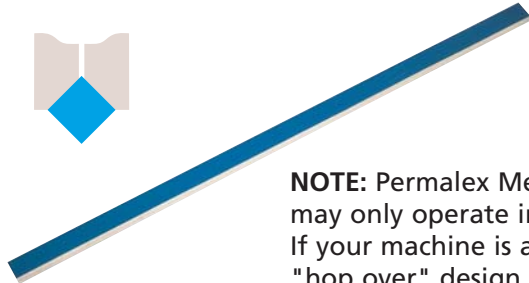 NOTE: Permalex Me
may only operate in
If your machine is a
"hop over" design